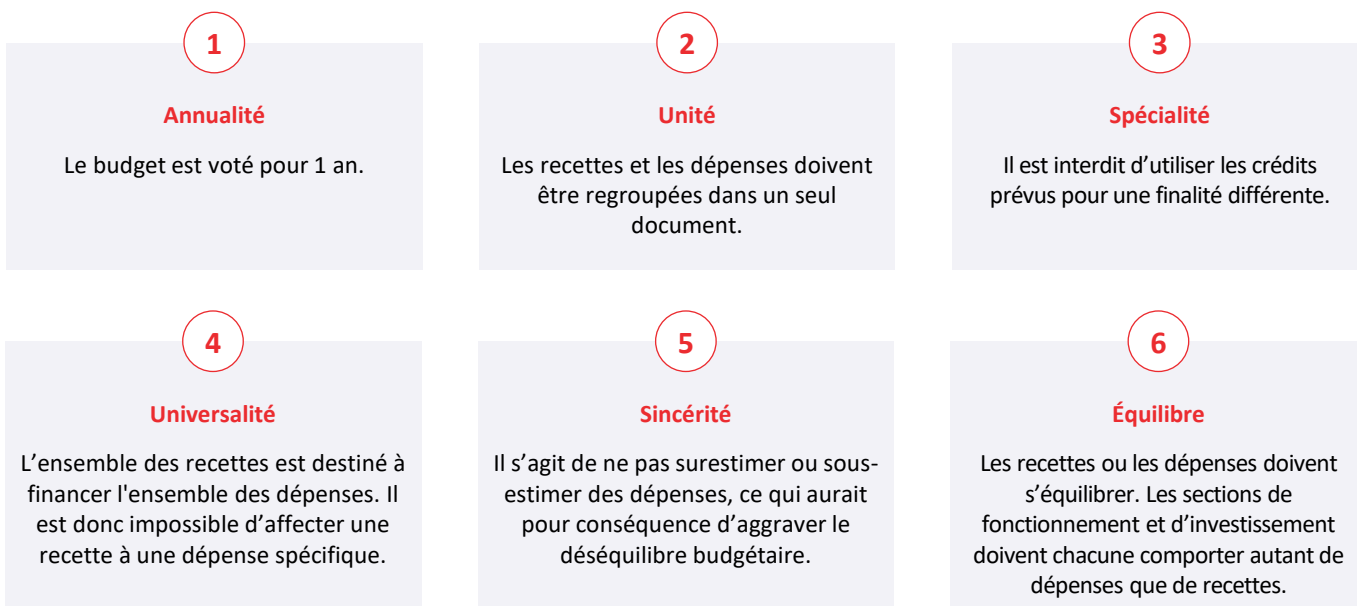 1
Annualité
Le budget est voté pour 1 an.
2
Unité
Les recettes et les dépenses doivent
être regroupées dans un seul
document.
3
Spécialité
Il est interdit d’utiliser les crédits
prévus pour une finalité différente.
4
Universalité
L’ensemble des recettes est destiné à
financer l'ensemble des dépenses. Il
est donc impossible d’affecter une
recette à une dépense spécifique.
5
Sincérité
Il s’agit de ne pas surestimer ou sous-
estimer des dépenses, ce qui aurait
pour conséquence d’aggraver le
déséquilibre budgétaire.
6
Équilibre
Les recettes ou les dépenses doivent
s’équilibrer. Les sections de
fonctionnement et d’investissement
doivent chacune comporter autant de
dépenses que de recettes.